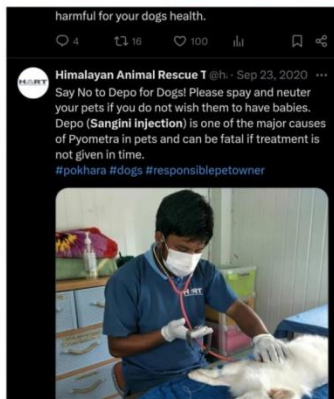 harmful for your dogs health.
4 16 100
HART
Himalayan Animal Rescue T @h. · Sep 23, 2020 ···
Say No to Depo for Dogs! Please spay and neuter
your pets if you do not wish them to have babies.
Depo (Sangini injection) is one of the major causes
of Pyometra in pets and can be fatal if treatment is
not given in time.
#pokhara #dogs #responsiblepetowner
HART